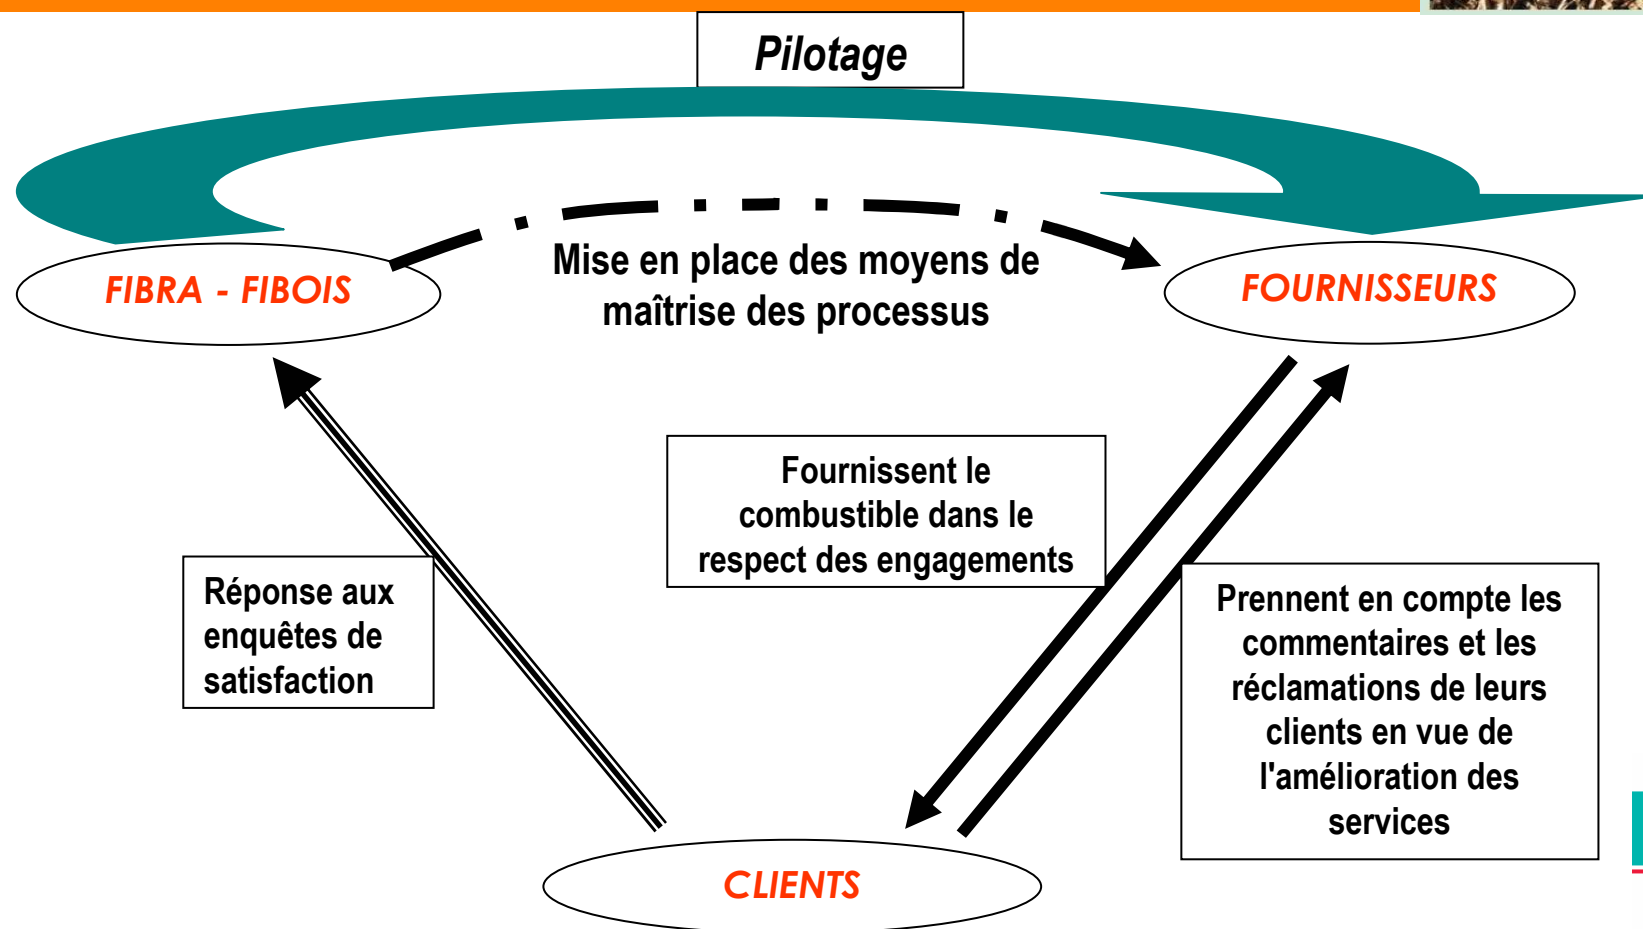 Pilotage
Mise en place des moyens de
maîtrise des processus
FIBRA - FIBOIS
FOURNISSEURS
Fournissent le
combustible dans le
respect des engagements
Réponse aux
enquêtes de
satisfaction
Prennent en compte les
commentaires et les
réclamations de leurs
clients en vue de
l'amélioration des
services
CLIENTS